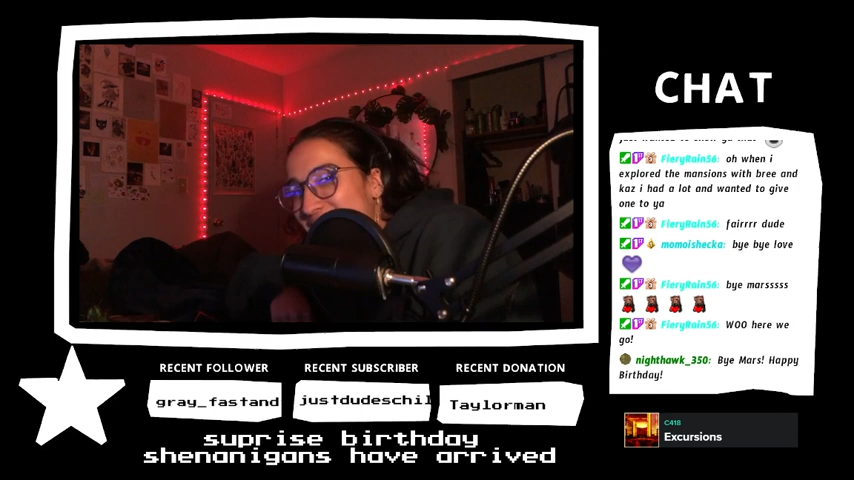 CHAT
FieryRain56: oh when i
explored the mansions with bree and
kaz i had a lot and wanted to give
one to ya
FieryRain56: fairrrr dude
momoishecka: bye bye love
FieryRain56: bye marsssss
FieryRain56: WOO here we
go!
nighthawk_350: Bye Mars! Happy
Birthday!
RECENT FOLLOWER
RECENT SUBSCRIBER
RECENT DONATION
gray_fastand
justdudeschil
Taylorman
suprise birthday
shenanigans have arrived
C418
Excursions